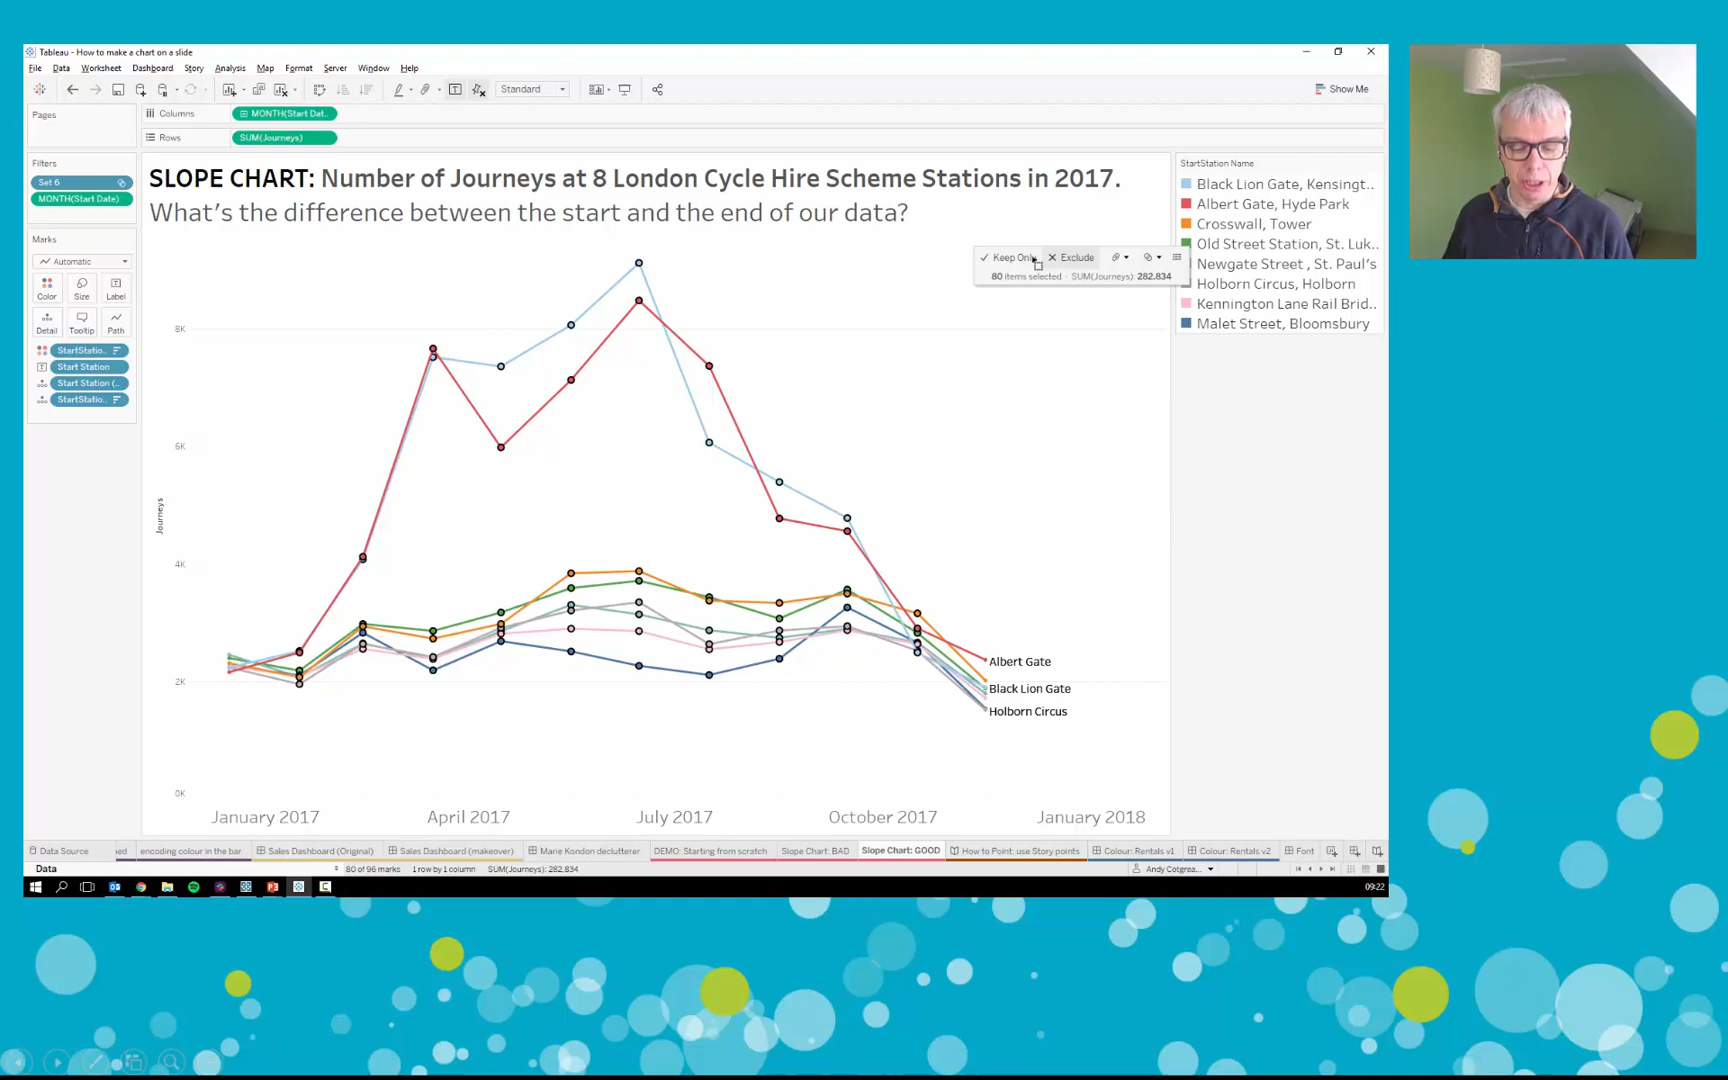 Tableau - How to make a chart on a slide
File Data Worksheet Dashboard Story Analysis Map Format Server Window Help
Standard
Show Me
Pages
Columns
MONTH(Start Dat..
Rows
SUM(Journeys)
Filters
Set 6
MONTH(Start Date)
Marks
Automatic
Color Size Label
Detail Tooltip Path
StartStatio..
Start Station
Start Station (..
StartStatio..
SLOPE CHART: Number of Journeys at 8 London Cycle Hire Scheme Stations in 2017.
What's the difference between the start and the end of our data?
Keep Only Exclude
80 items selected · SUM(Journeys): 282,834
StartStation Name
Black Lion Gate, Kensingt..
Albert Gate, Hyde Park
Crosswall, Tower
Old Street Station, St. Luk..
Newgate Street , St. Paul's
Holborn Circus, Holborn
Kennington Lane Rail Brid..
Malet Street, Bloomsbury
Journeys
8K
6K
4K
2K
0K
Albert Gate
Black Lion Gate
Holborn Circus
January 2017 April 2017 July 2017 October 2017 January 2018
Data Source encoding colour in the bar Sales Dashboard (Original) Sales Dashboard (makeover) Marie Kondon declutterer DEMO: Starting from scratch Slope Chart: BAD Slope Chart: GOOD How to Point: use Story points Colour: Rentals v1 Colour: Rentals v2 Font
Data 80 of 96 marks 1 row by 1 column SUM(Journeys): 282,834 Andy Cotgrea...
09:22